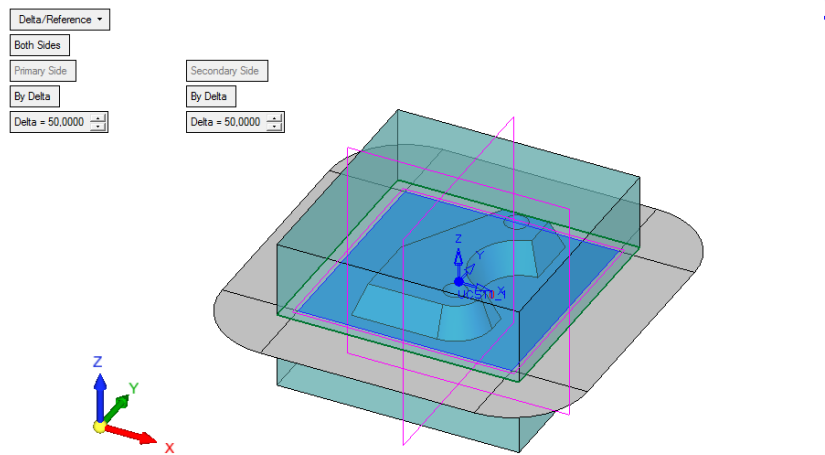 Delta/Reference
Both Sides
Primary Side Secondary Side
By Delta By Delta
Delta = 50,0000 Delta = 50,0000
Z
Y
X
Z
Y
X